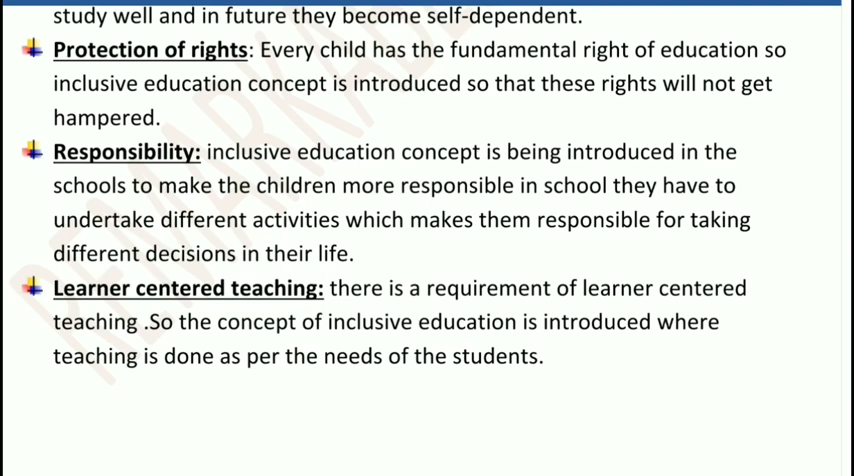 study well and in future they become self-dependent.
Protection of rights: Every child has the fundamental right of education so
inclusive education concept is introduced so that these rights will not get
hampered.
Responsibility: inclusive education concept is being introduced in the
schools to make the children more responsible in school they have to
undertake different activities which makes them responsible for taking
different decisions in their life.
Learner centered teaching: there is a requirement of learner centered
teaching .So the concept of inclusive education is introduced where
teaching is done as per the needs of the students.